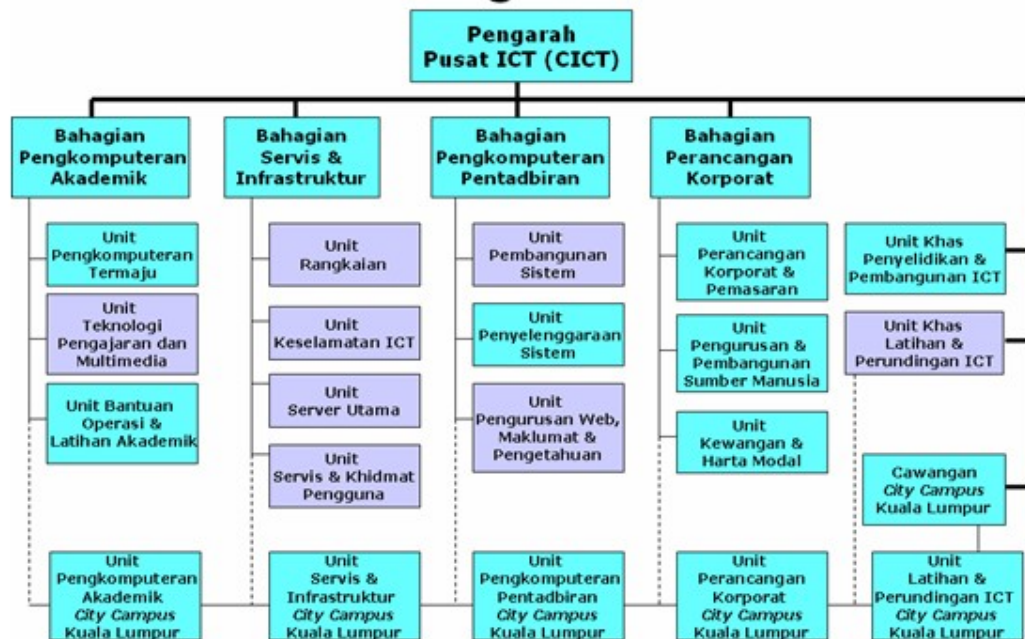 Pengarah
Pusat ICT (CICT)
Bahagian
Pengkomputeran
Akademik
Bahagian
Servis &
Infrastruktur
Bahagian
Pengkomputeran
Pentadbiran
Bahagian
Perancangan
Korporat
Unit
Pengkomputeran
Termaju
Unit
Teknologi
Pengajaran dan
Multimedia
Unit Bantuan
Operasi &
Latihan Akademik
Unit
Rangkaian
Unit
Keselamatan ICT
Unit
Server Utama
Unit
Servis & Khidmat
Pengguna
Unit
Pembangunan
Sistem
Unit
Penyelenggaraan
Sistem
Unit
Pengurusan Web,
Maklumat &
Pengetahuan
Unit
Perancangan
Korporat &
Pemasaran
Unit
Pengurusan &
Pembangunan
Sumber Manusia
Unit
Kewangan &
Harta Modal
Unit Khas
Penyelidikan &
Pembangunan ICT
Unit Khas
Latihan &
Perundingan ICT
Cawangan
City Campus
Kuala Lumpur
Unit
Pengkomputeran
Akademik
City Campus
Kuala Lumpur
Unit
Servis &
Infrastruktur
City Campus
Kuala Lumpur
Unit
Pengkomputeran
Pentadbiran
City Campus
Kuala Lumpur
Unit
Perancangan
Korporat
City Campus
Kuala Lumpur
Unit
Latihan &
Perundingan ICT
City Campus
Kuala Lumpur